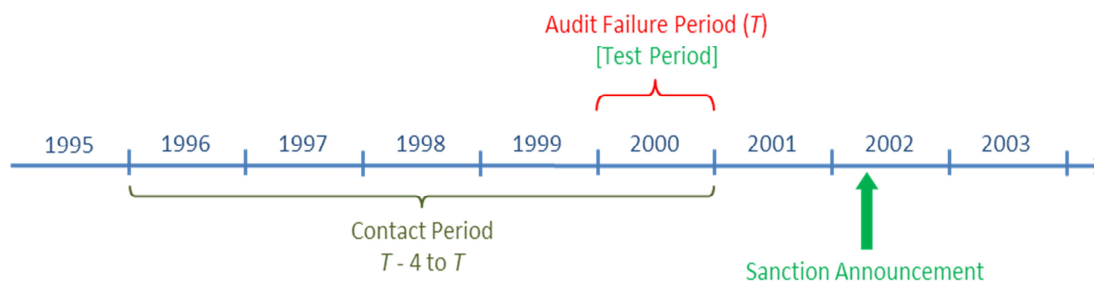 Audit Failure Period (T)
[Test Period]
1995 1996 1997 1998 1999 2000 2001 2002 2003
Contact Period
T - 4 to T
Sanction Announcement